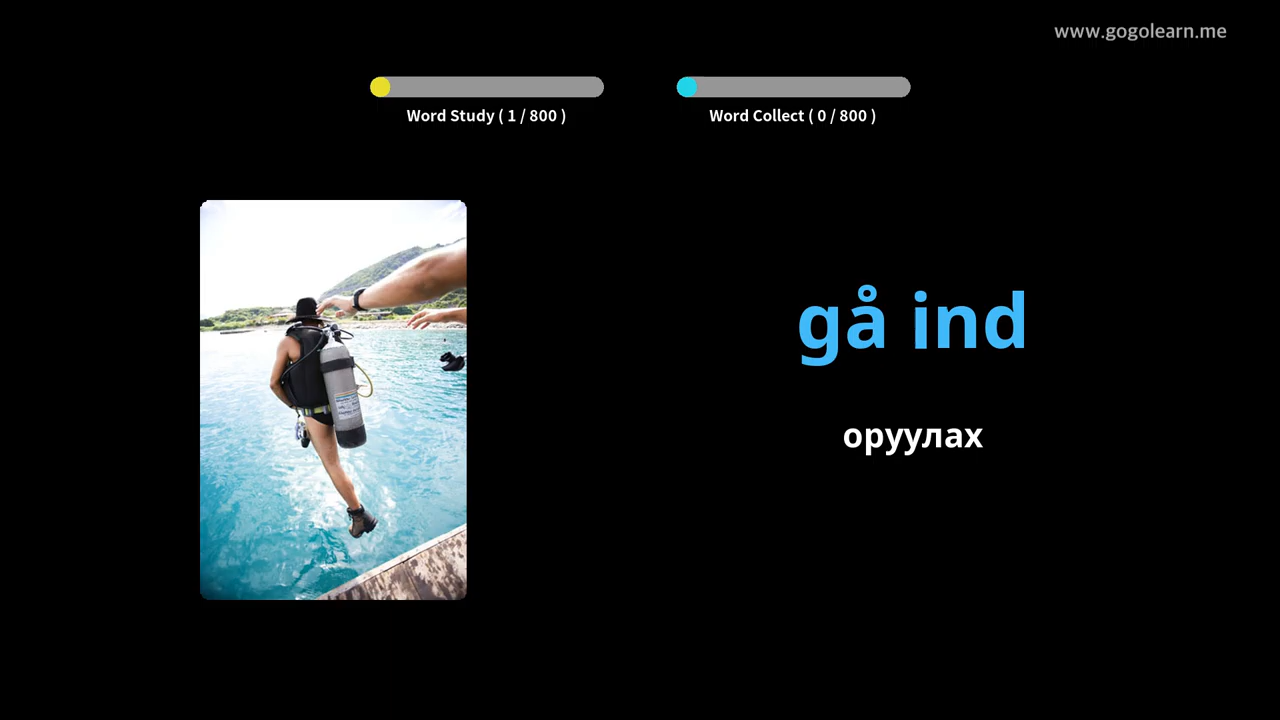 www.gogolearn.me
Word Study ( 1 / 800 )
Word Collect ( 0 / 800 )
gå ind
оруулах